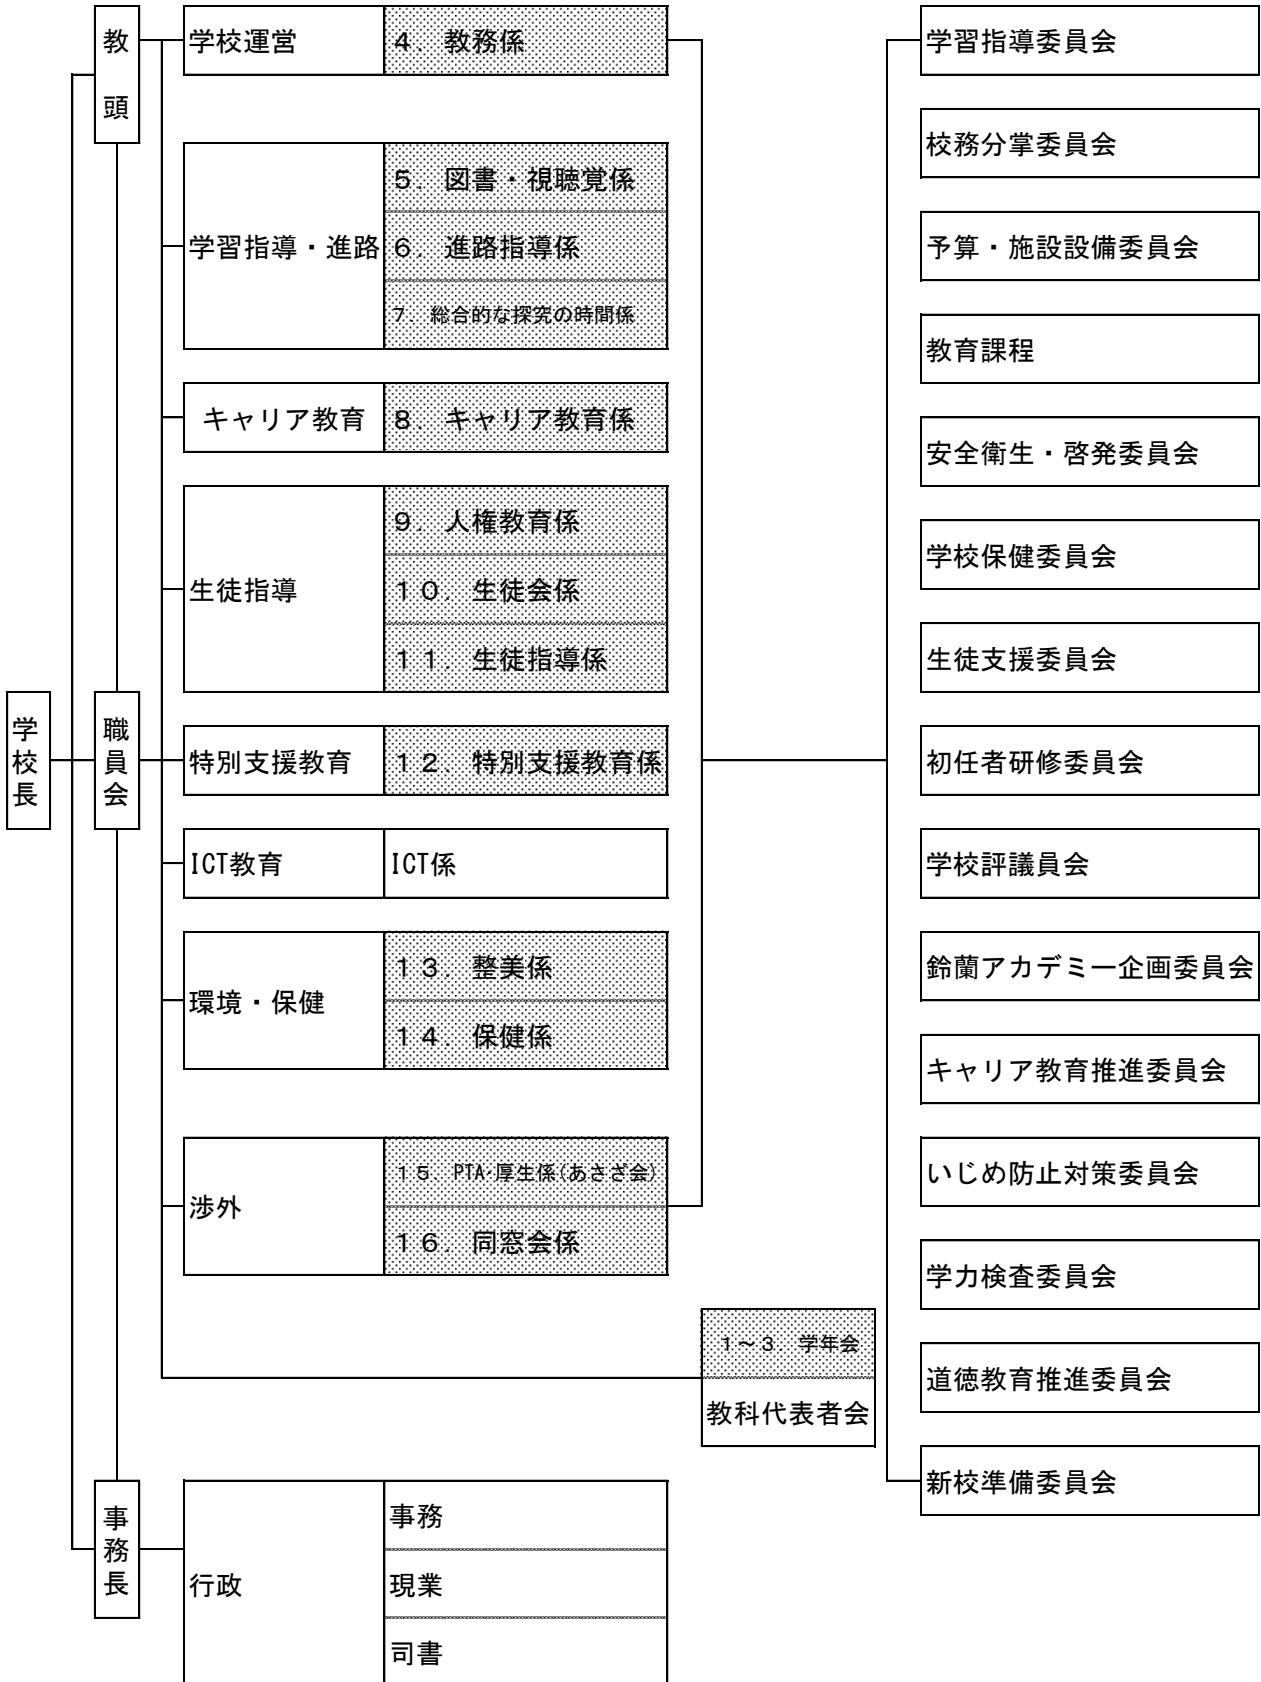 学校長
教頭
職員会
事務長
学校運営
4．教務係
学習指導・進路
5．図書・視聴覚係
6．進路指導係
7．総合的な探究の時間係
キャリア教育
8．キャリア教育係
生徒指導
9．人権教育係
10．生徒会係
11．生徒指導係
特別支援教育
12．特別支援教育係
ICT教育
ICT係
環境・保健
13．整美係
14．保健係
渉外
15．PTA・厚生係(あさざ会)
16．同窓会係
1～3　学年会
教科代表者会
行政
事務
現業
司書
学習指導委員会
校務分掌委員会
予算・施設設備委員会
教育課程
安全衛生・啓発委員会
学校保健委員会
生徒支援委員会
初任者研修委員会
学校評議員会
鈴蘭アカデミー企画委員会
キャリア教育推進委員会
いじめ防止対策委員会
学力検査委員会
道徳教育推進委員会
新校準備委員会